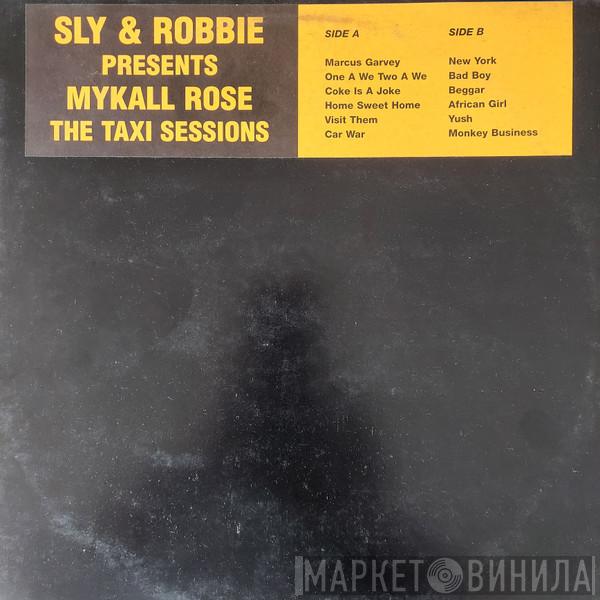 SLY & ROBBIE
PRESENTS
MYKALL ROSE
THE TAXI SESSIONS
SIDE A
Marcus Garvey
One A We Two A We
Coke Is A Joke
Home Sweet Home
Visit Them
Car War
SIDE B
New York
Bad Boy
Beggar
African Girl
Yush
Monkey Business
МАРКЕТ ВИНИЛА